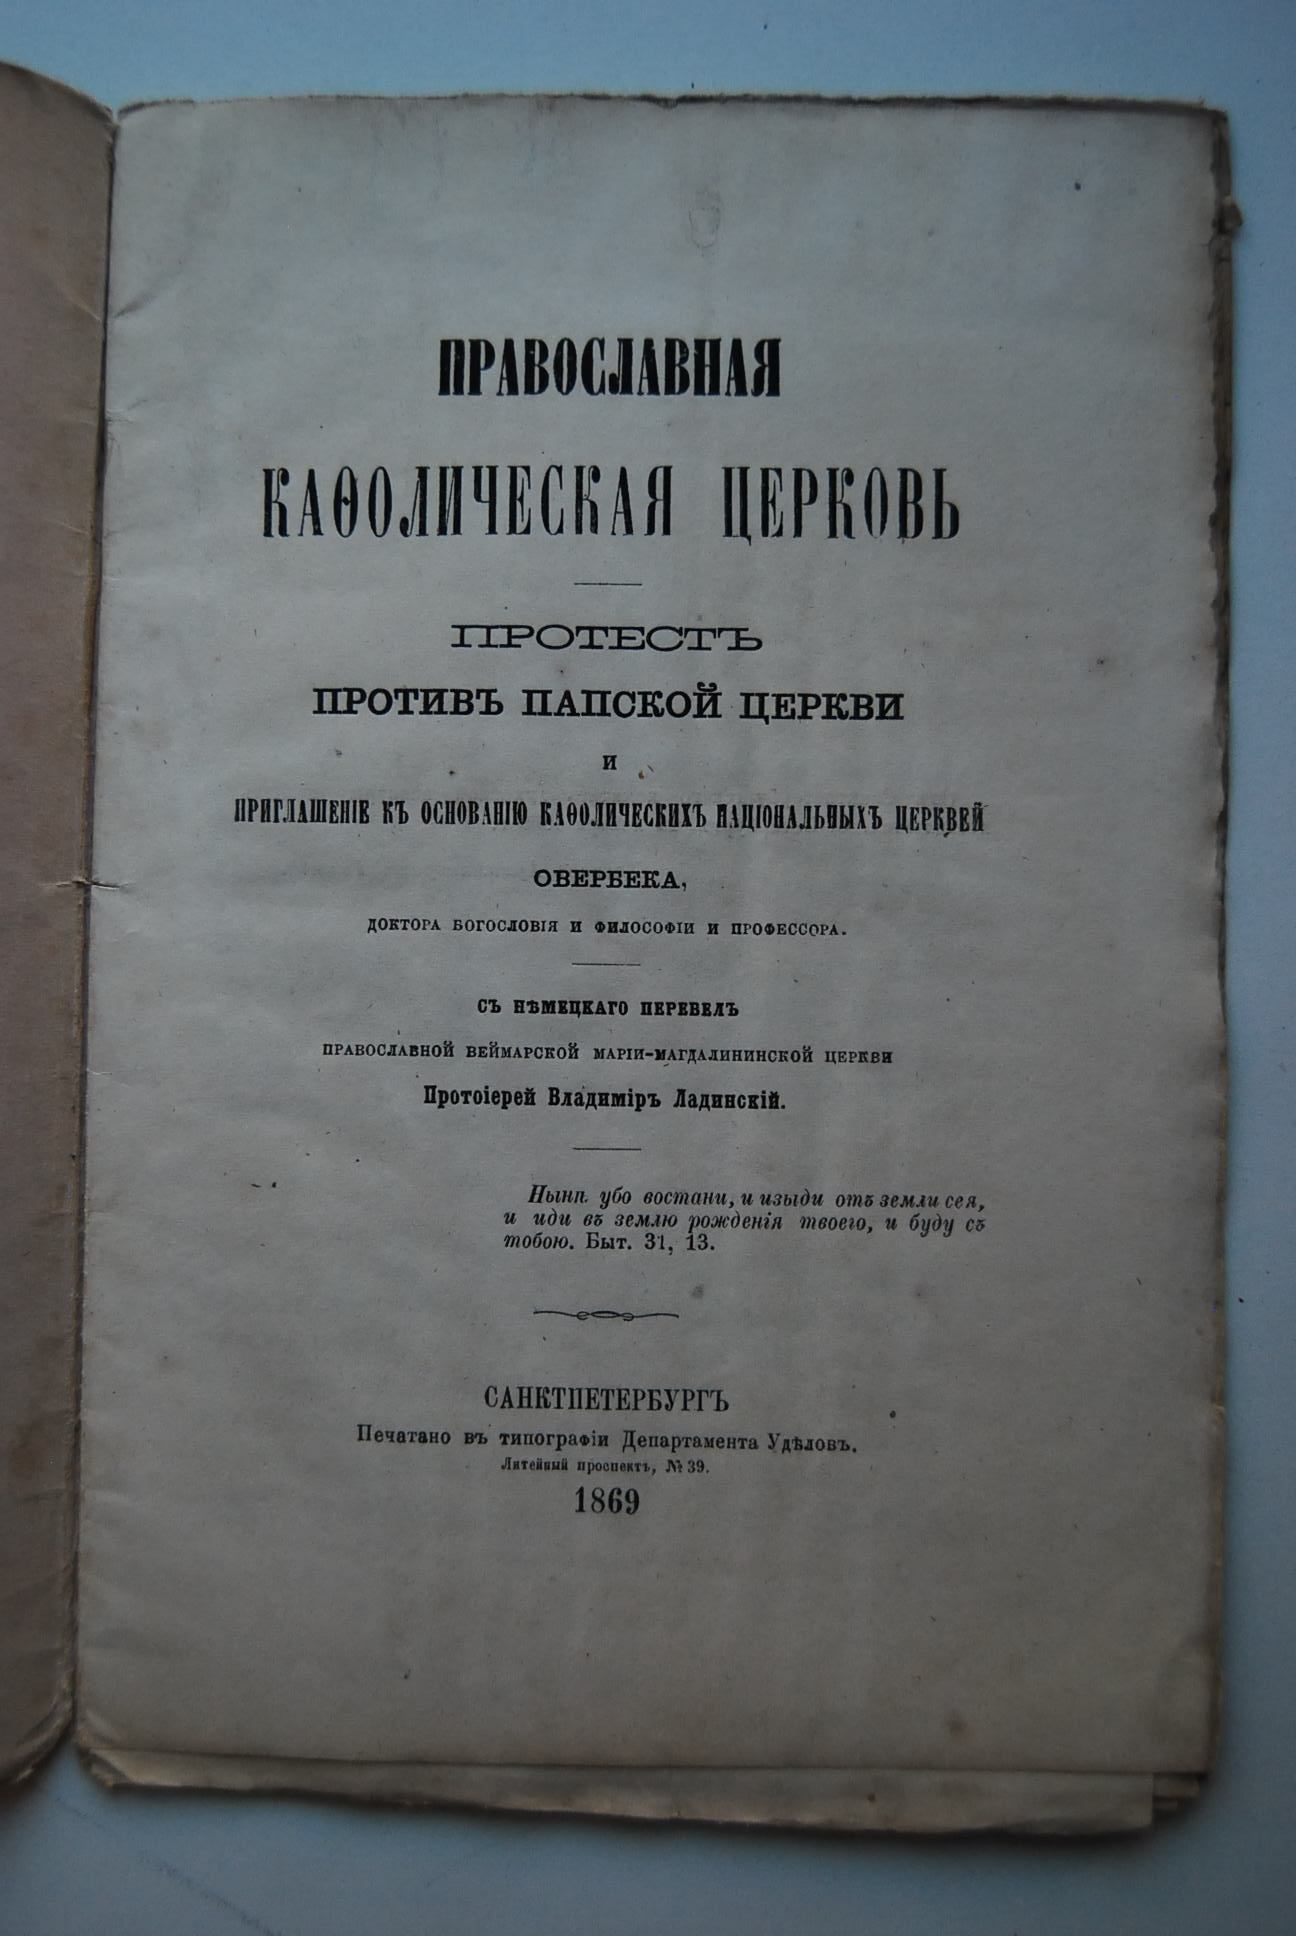 ПРАВОСЛАВНАЯ
КАѲОЛИЧЕСКАЯ ЦЕРКОВЬ
ПРОТЕСТЪ
ПРОТИВЪ ПАПСКОЙ ЦЕРКВИ
И
ПРИГЛАШЕНІЕ КЪ ОСНОВАНІЮ КАѲОЛИЧЕСКИХЪ НАЦІОНАЛЬНЫХЪ ЦЕРКВЕЙ
ОВЕРБЕКА,
ДОКТОРА БОГОСЛОВІЯ И ФИЛОСОФІИ И ПРОФЕССОРА.
СЪ НѢМЕЦКАГО ПЕРЕВЕЛЪ
ПРАВОСЛАВНОЙ ВЕЙМАРСКОЙ МАРІИ-МАГДАЛИНИНСКОЙ ЦЕРКВИ
Протоіерей Владиміръ Ладинскій.
Нынѣ убо востани, и изыди отъ земли сея,
и иди въ землю рожденія твоего, и буду съ
тобою. Быт. 31, 13.
САНКТПЕТЕРБУРГЪ
Печатано въ типографіи Департамента Удѣловъ.
Литейный проспектъ, № 39.
1869